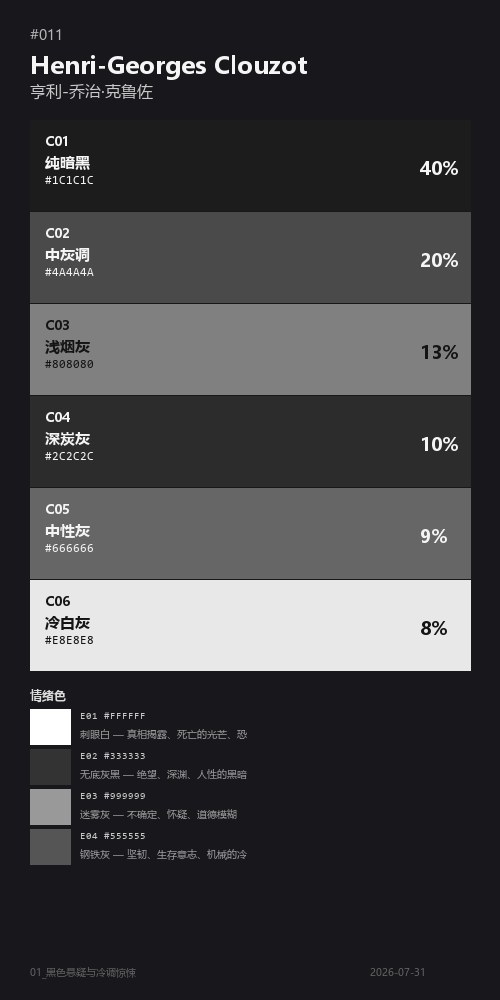 #011
Henri-Georges Clouzot
亨利-乔治·克鲁佐
C01
纯暗黑
#1C1C1C
40%
C02
中灰调
#4A4A4A
20%
C03
浅烟灰
#808080
13%
C04
深炭灰
#2C2C2C
10%
C05
中性灰
#666666
9%
C06
冷白灰
#E8E8E8
8%
情绪色
E01 #FFFFFF
刺眼白 — 真相揭露、死亡的光芒、恐
E02 #333333
无底灰黑 — 绝望、深渊、人性的黑暗
E03 #999999
迷雾灰 — 不确定、怀疑、道德模糊
E04 #555555
钢铁灰 — 坚韧、生存意志、机械的冷
01_黑色悬疑与冷调惊悚
2026-07-31